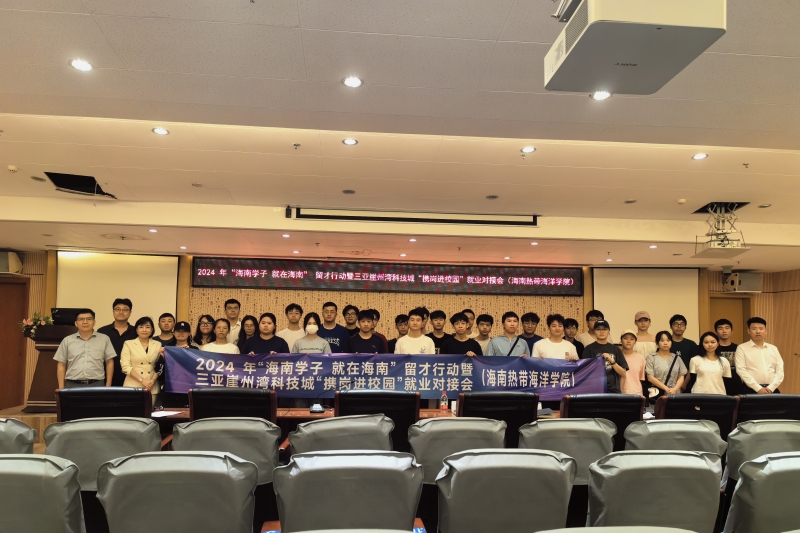 2024 年 “海南学子 就在海南” 留才行动暨三亚崖州湾科技城 “携岗进校园” 就业对接会 （海南热带海洋学院）
2024 年“海南学子 就在海南” 留才行动暨
三亚崖州湾科技城“携岗进校园”就业对接会
（海南热带海洋学院）